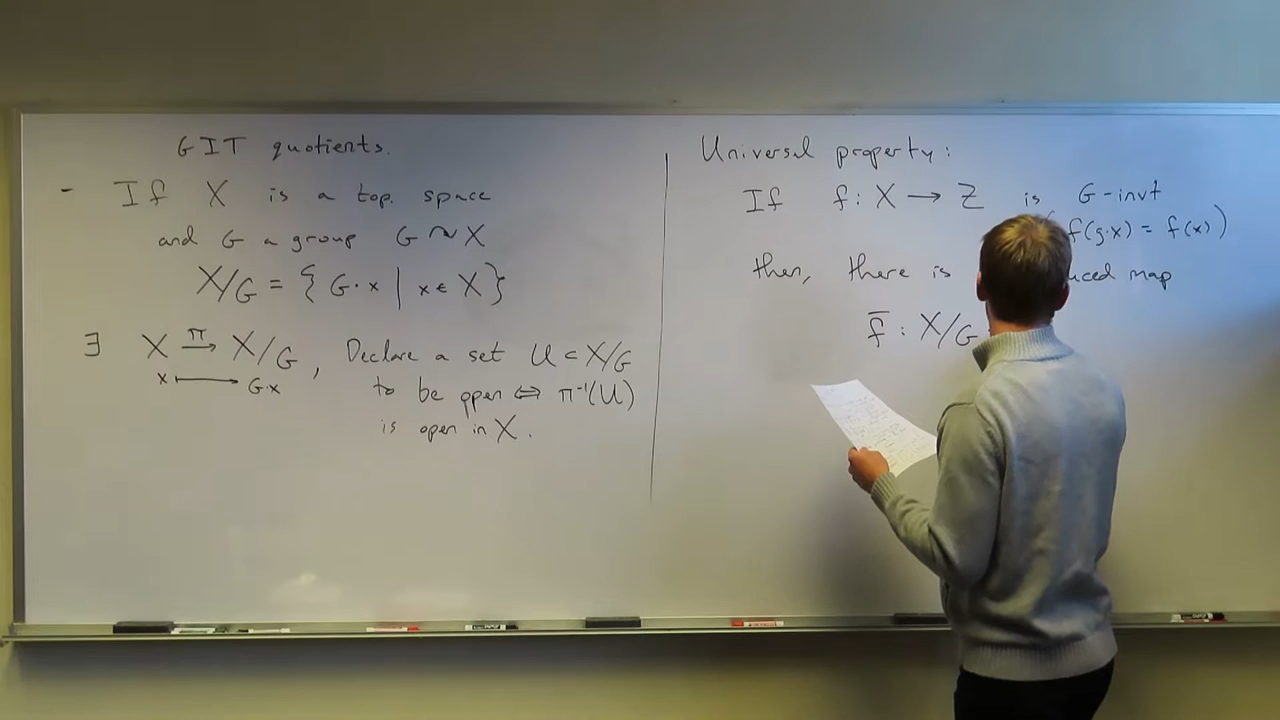 GIT quotients.
- If X is a top. space
and G a group G ↷ X
X/G = { G·x | x ∈ X }
∃ X →π X/G , Declare a set U ⊂ X/G
x ⟼ G·x to be open ⇔ π⁻¹(U)
is open in X.
Universal property:
If f: X → Z is G-invt
f(g·x) = f(x) )
then, there is uced map
f̄ : X/G